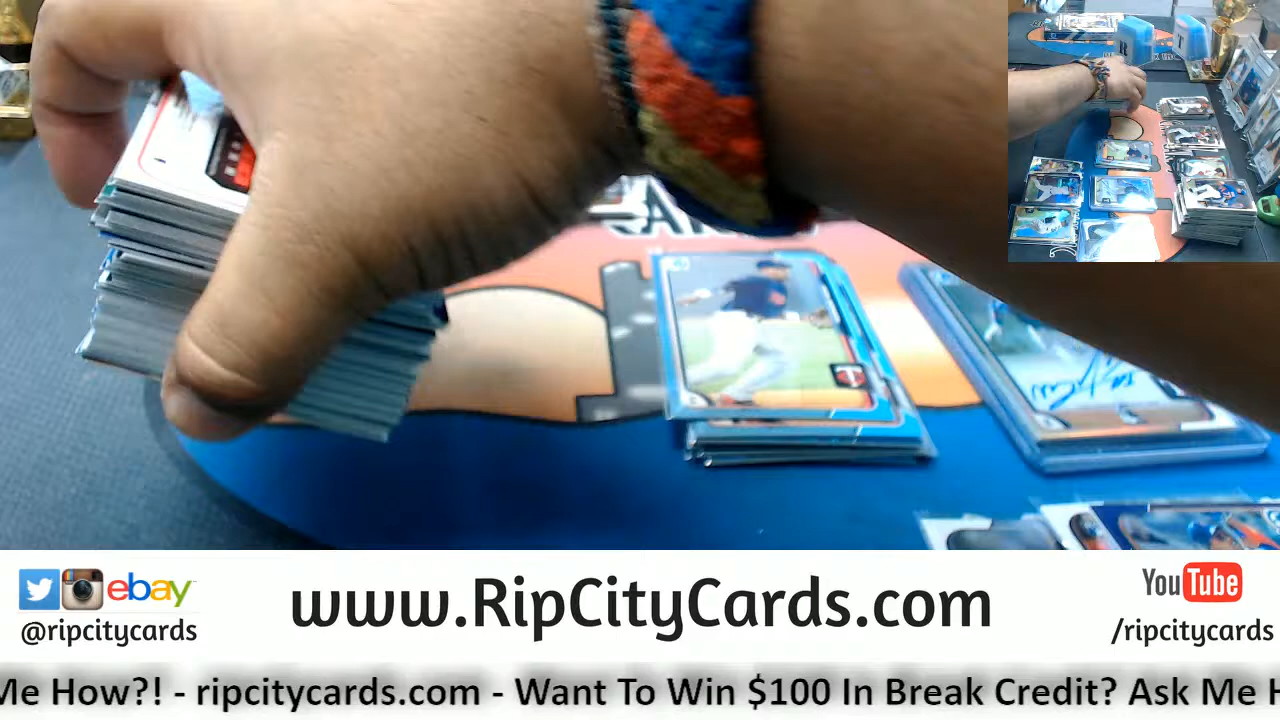 ebay
@ripcitycards
www.RipCityCards.com
YouTube
/ripcitycards
Me How?! - ripcitycards.com - Want To Win $100 In Break Credit? Ask Me H